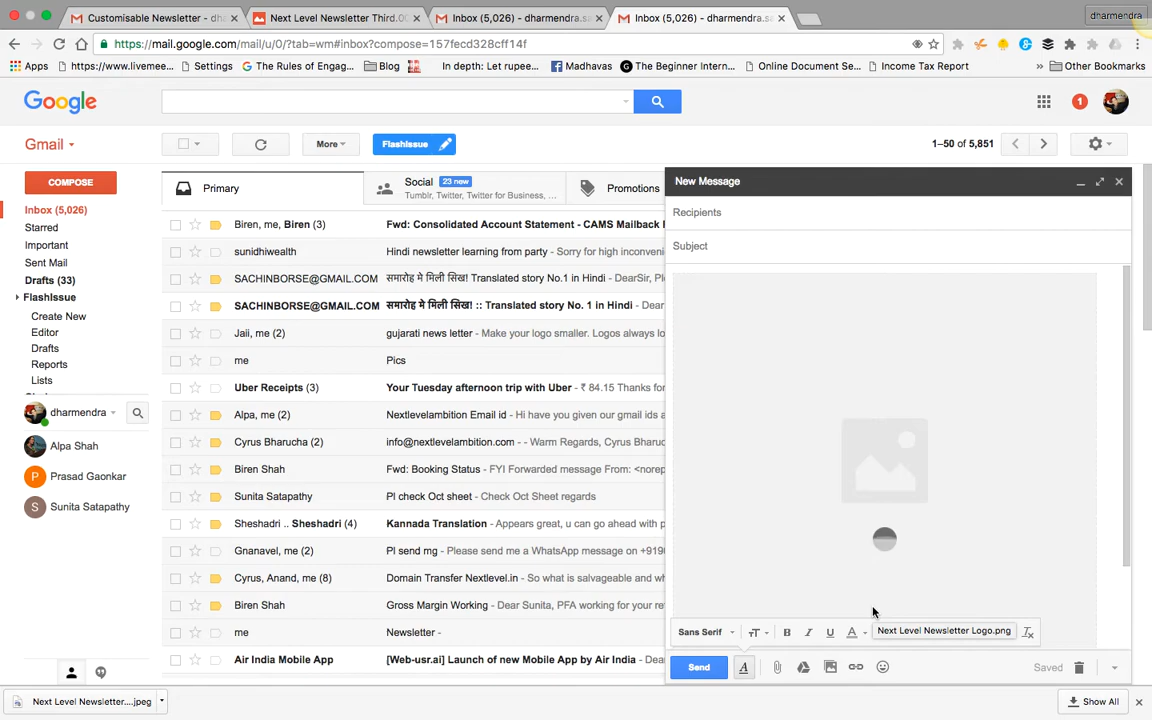 Customisable Newsletter - dha
Next Level Newsletter Third.00
Inbox (5,026) - dharmendra.sa
Inbox (5,026) - dharmendra.sa
dharmendra
https://mail.google.com/mail/u/0/?tab=wm#inbox?compose=157fecd328cff14f
Apps https://www.livemee... Settings The Rules of Engag... Blog In depth: Let rupee... Madhavas The Beginner Intern... Online Document Se... Income Tax Report » Other Bookmarks
Google
1
Gmail
More
FlashIssue
1–50 of 5,851
COMPOSE
Inbox (5,026)
Starred
Important
Sent Mail
Drafts (33)
FlashIssue
Create New
Editor
Drafts
Reports
Lists
dharmendra
Alpa Shah
P Prasad Gaonkar
S Sunita Satapathy
Primary
Social 23 new
Tumblr, Twitter, Twitter for Business, ...
Promotions
Biren, me, Biren (3) Fwd: Consolidated Account Statement - CAMS Mailback
sunidhiwealth Hindi newsletter learning from party - Sorry for high inconveni
SACHINBORSE@GMAIL.COM समारोह मे मिली सिख! Translated story No.1 in Hindi - DearSir, Pl
SACHINBORSE@GMAIL.COM समारोह मे मिली सिख! :: Translated story No. 1 in Hindi - Dea
Jaii, me (2) gujarati news letter - Make your logo smaller. Logos always lo
me Pics
Uber Receipts (3) Your Tuesday afternoon trip with Uber - ₹ 84.15 Thanks fo
Alpa, me (2) Nextlevelambition Email id - Hi have you given our gmail ids a
Cyrus Bharucha (2) info@nextlevelambition.com - - Warm Regards, Cyrus Bharuc
Biren Shah Fwd: Booking Status - FYI Forwarded message From: <norep
Sunita Satapathy Pl check Oct sheet - Check Oct Sheet regards
Sheshadri .. Sheshadri (4) Kannada Translation - Appears great, u can go ahead with p
Gnanavel, me (2) Pl send mg - Please send me a WhatsApp message on +9190
Cyrus, Anand, me (8) Domain Transfer Nextlevel.in - So what is salvageable and wh
Biren Shah Gross Margin Working - Dear Sunita, PFA working for your re
me Newsletter -
Air India Mobile App [Web-usr.ai] Launch of new Mobile App by Air India -
New Message
Recipients
Subject
Sans Serif
Next Level Newsletter Logo.png
Send
Saved
Next Level Newsletter....jpeg
Show All